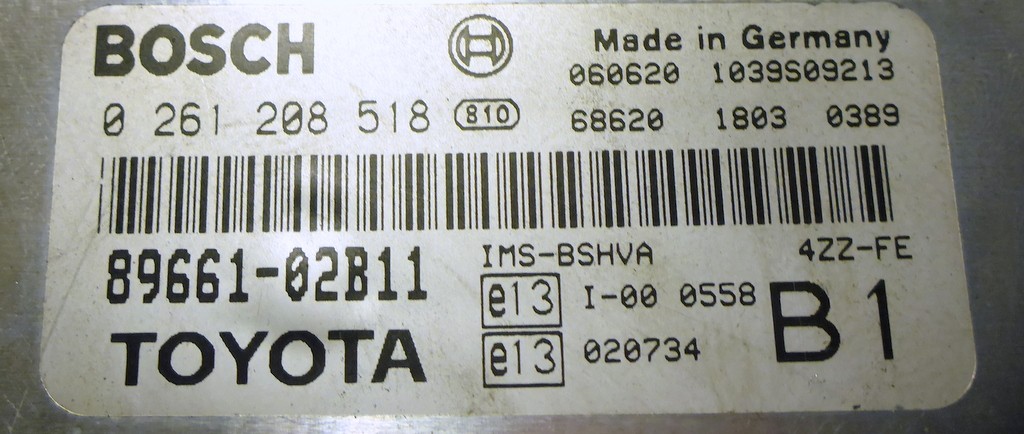 BOSCH
Made in Germany
060620 1039S09213
0 261 208 518 810
68620 1803 0389
89661-02B11
IMS-BSHVA 4ZZ-FE
e13 I-00 0558
TOYOTA
e13 020734
B1